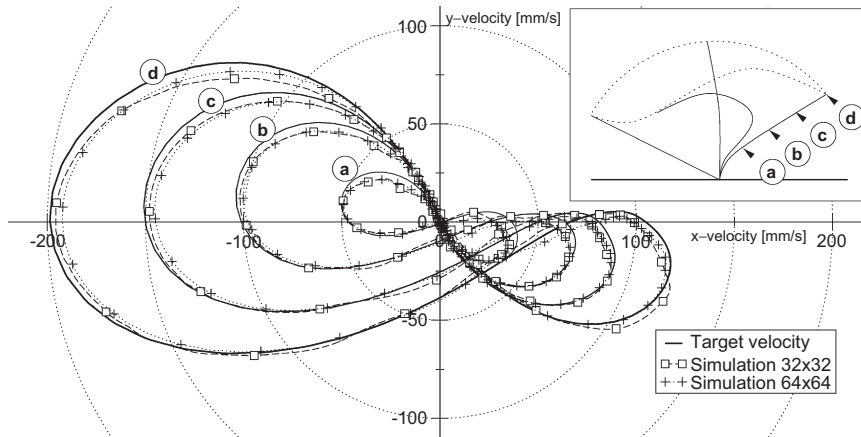 100
y−velocity [mm/s]
d
c
50
b
a
d
c
b
a
0
-200
-100
0
100
200
x−velocity [mm/s]
-50
Target velocity
Simulation 32x32
Simulation 64x64
-100